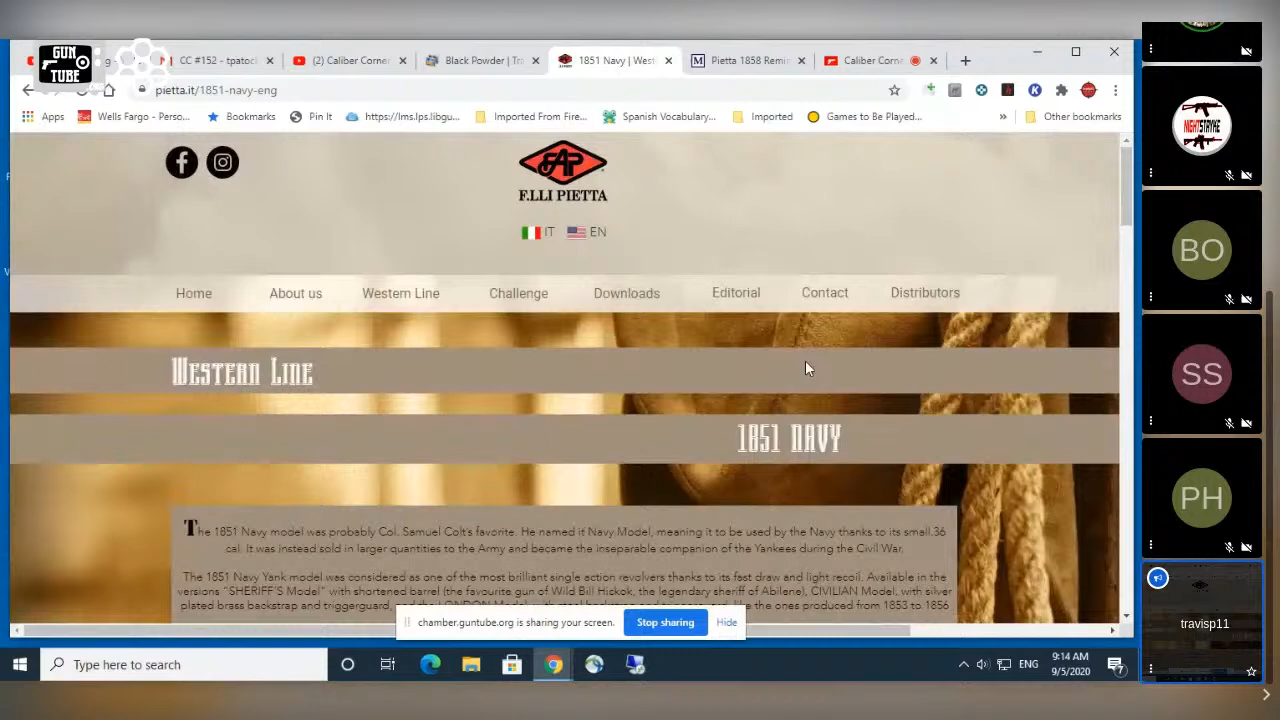 GUN
TUBE
CC #152 - tpatoc
(2) Caliber Corne
Black Powder | Tra
1851 Navy | West
Pietta 1858 Remi
Caliber Corne
pietta.it/1851-navy-eng
Apps
Wells Fargo - Perso...
Bookmarks
Pin It
https://lms.lps.libgu...
Imported From Fire...
Spanish Vocabulary...
Imported
Games to Be Played...
»
Other bookmarks
FAP
F.LLI PIETTA
IT EN
Home
About us
Western Line
Challenge
Downloads
Editorial
Contact
Distributors
Western Line
1851 Navy
The 1851 Navy model was probably Col. Samuel Colt's favorite. He named it Navy Model, meaning it to be used by the Navy thanks to its small.36
cal. It was instead sold in larger quantities to the Army and became the inseparable companion of the Yankees during the Civil War.
The 1851 Navy Yank model was considered as one of the most brilliant single action revolvers thanks to its fast draw and light recoil. Available in the
versions "SHERIFF'S Model" with shortened barrel (the favourite gun of Wild Bill Hickok, the legendary sheriff of Abilene), CIVILIAN Model, with silver
plated brass backstrap and triggerguard, LONDON Model the ones produced from 1853 to 1856
chamber.guntube.org is sharing your screen.
Stop sharing
Hide
Type here to search
ENG
9:14 AM
9/5/2020
7
NIGHTSTRYKE
BO
SS
PH
travisp11